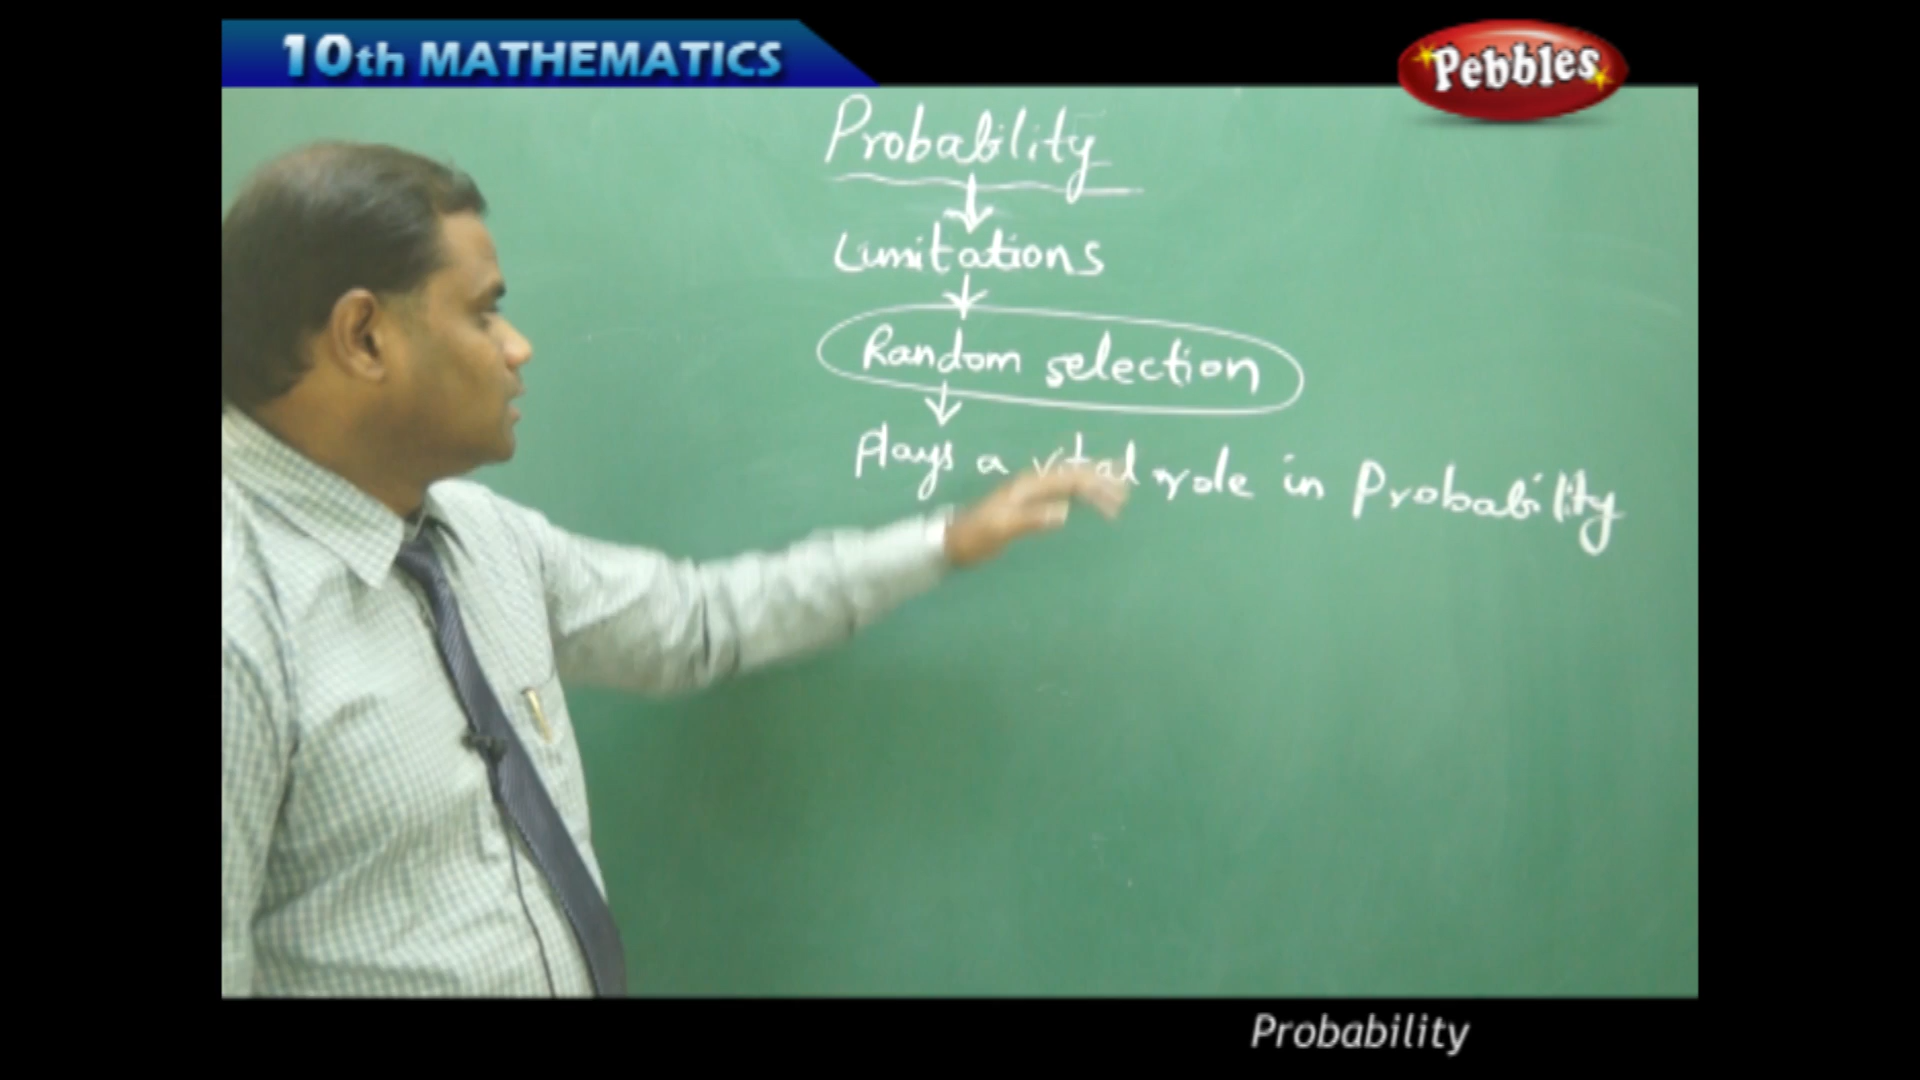 10th MATHEMATICS
Pebbles
Probability
Limitations
Random selection
Plays a vital role in Probability
Probability